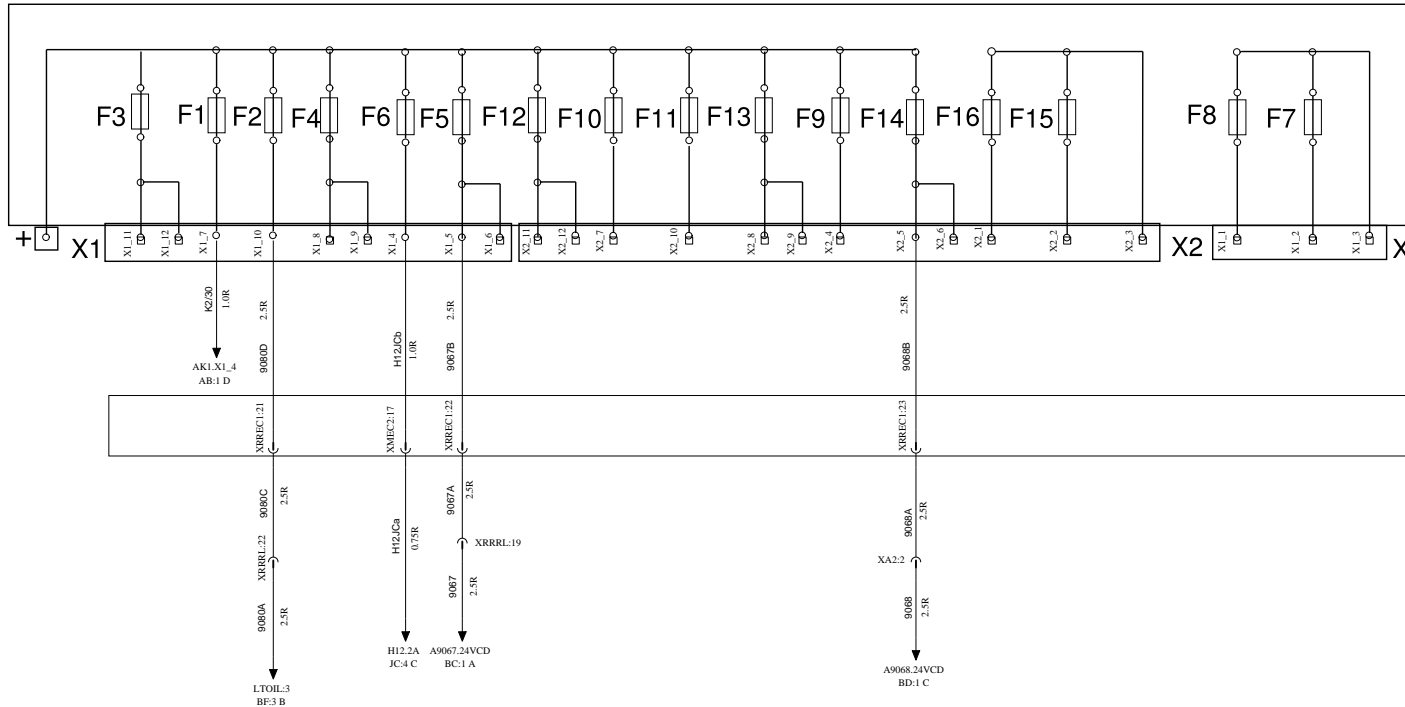 F3
F1
F2
F4
F6
F5
F12
F10
F11
F13
F9
F14
F16
F15
F8
F7
+
X1
X1_11
X1_12
X1_7
X1_10
X1_8
X1_9
X1_4
X1_5
X1_6
X2_11
X2_12
X2_7
X2_10
X2_8
X2_9
X2_4
X2_5
X2_6
X2_1
X2_2
X2_3
X2
X1_1
X1_2
X1_3
X
K2/30
1.0R
AK1.X1_4
AB:1 D
2.5R
9080D
H12JCb
1.0R
2.5R
9067B
2.5R
9068B
XRREC1:21
XMEC2:17
XRREC1:22
XRREC1:23
9080C
2.5R
XRRRL:22
9080A
2.5R
LTOIL:3
BF:3 B
H12JCa
0.75R
H12.2A
JC:4 C
9067A
2.5R
XRRRL:19
9067
2.5R
A9067.24VCD
BC:1 A
9068A
2.5R
XA2:2
9068
2.5R
A9068.24VCD
BD:1 C